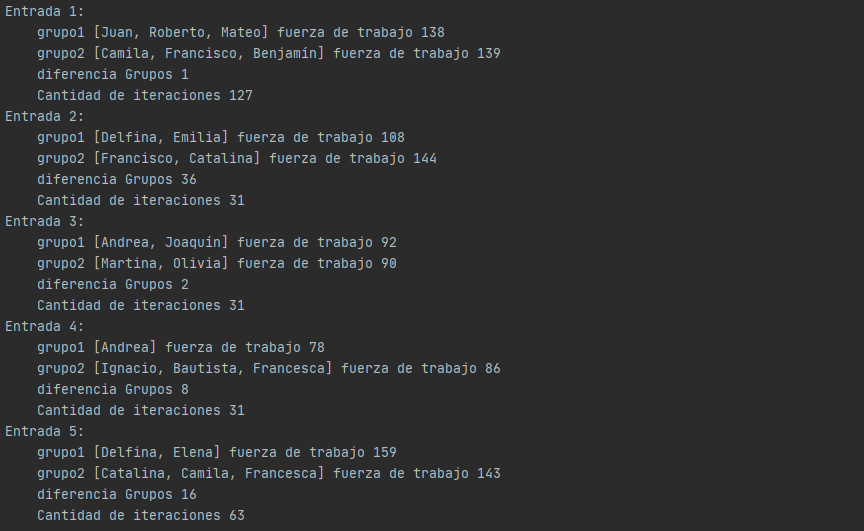 Entrada 1:
grupo1 [Juan, Roberto, Mateo] fuerza de trabajo 138
grupo2 [Camila, Francisco, Benjamín] fuerza de trabajo 139
diferencia Grupos 1
Cantidad de iteraciones 127
Entrada 2:
grupo1 [Delfina, Emilia] fuerza de trabajo 108
grupo2 [Francisco, Catalina] fuerza de trabajo 144
diferencia Grupos 36
Cantidad de iteraciones 31
Entrada 3:
grupo1 [Andrea, Joaquín] fuerza de trabajo 92
grupo2 [Martina, Olivia] fuerza de trabajo 90
diferencia Grupos 2
Cantidad de iteraciones 31
Entrada 4:
grupo1 [Andrea] fuerza de trabajo 78
grupo2 [Ignacio, Bautista, Francesca] fuerza de trabajo 86
diferencia Grupos 8
Cantidad de iteraciones 31
Entrada 5:
grupo1 [Delfina, Elena] fuerza de trabajo 159
grupo2 [Catalina, Camila, Francesca] fuerza de trabajo 143
diferencia Grupos 16
Cantidad de iteraciones 63